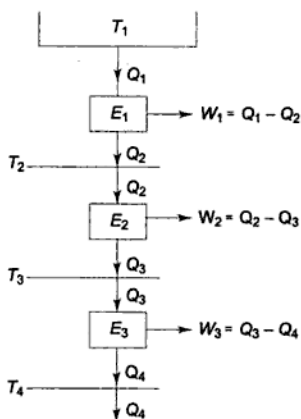 T₁
Q₁
E₁ W₁ = Q₁ – Q₂
Q₂
T₂
Q₂
E₂ W₂ = Q₂ – Q₃
Q₃
T₃
Q₃
E₃ W₃ = Q₃ – Q₄
Q₄
T₄
Q₄